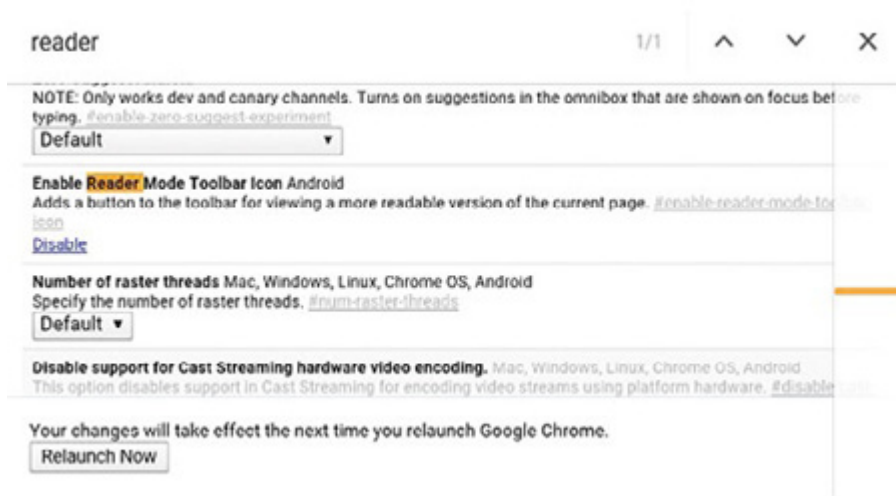 reader 1/1
NOTE: Only works dev and canary channels. Turns on suggestions in the omnibox that are shown on focus before
typing. #enable-zero-suggest-experiment
Default
Enable Reader Mode Toolbar Icon Android
Adds a button to the toolbar for viewing a more readable version of the current page. #enable-reader-mode-toolbar-
icon
Disable
Number of raster threads Mac, Windows, Linux, Chrome OS, Android
Specify the number of raster threads. #num-raster-threads
Default
Disable support for Cast Streaming hardware video encoding. Mac, Windows, Linux, Chrome OS, Android
This option disables support in Cast Streaming for encoding video streams using platform hardware. #disable
Your changes will take effect the next time you relaunch Google Chrome.
Relaunch Now